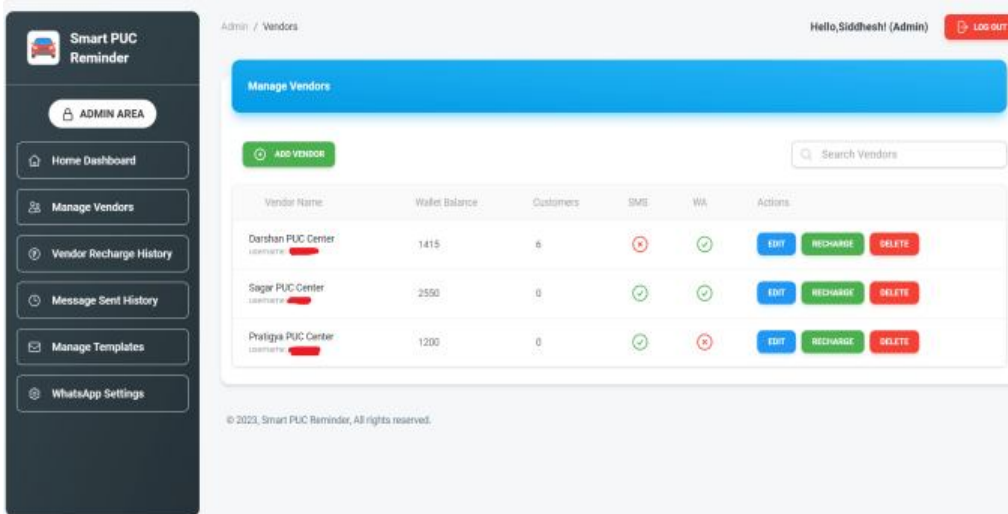 Smart PUC
Reminder
ADMIN AREA
Home Dashboard
Manage Vendors
Vendor Recharge History
Message Sent History
Manage Templates
WhatsApp Settings
Admin / Vendors
Hello,Siddhesh! (Admin)
LOG OUT
Manage Vendors
ADD VENDOR
Search Vendors
Vendor Name Wallet Balance Customers SMS WA Actions
Darshan PUC Center 1415 6 EDIT RECHARGE DELETE
username:
Sagar PUC Center 2550 0 EDIT RECHARGE DELETE
username:
Pratigya PUC Center 1200 0 EDIT RECHARGE DELETE
username:
© 2023, Smart PUC Reminder, All rights reserved.